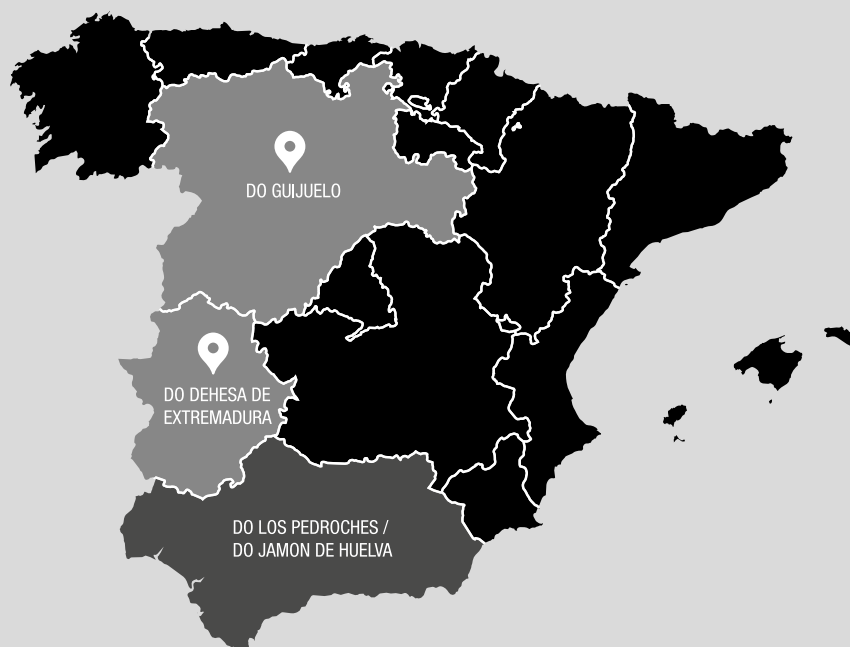 DO GUIJUELO
DO DEHESA DE
EXTREMADURA
DO LOS PEDROCHES /
DO JAMON DE HUELVA